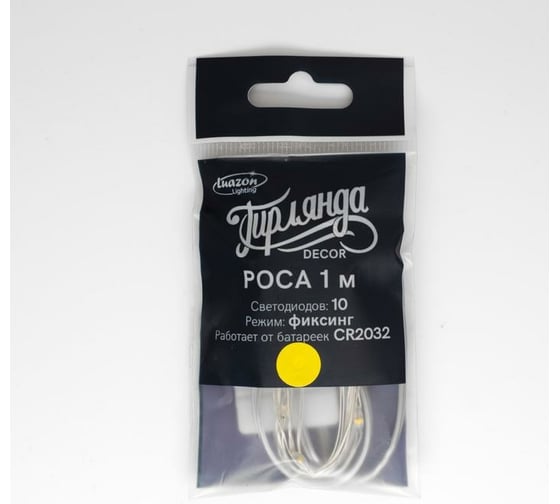 Luazon
Lighting
Гирлянда
DECOR
РОСА 1 м
Светодиодов: 10
Режим: фиксинг
Работает от батареек CR2032